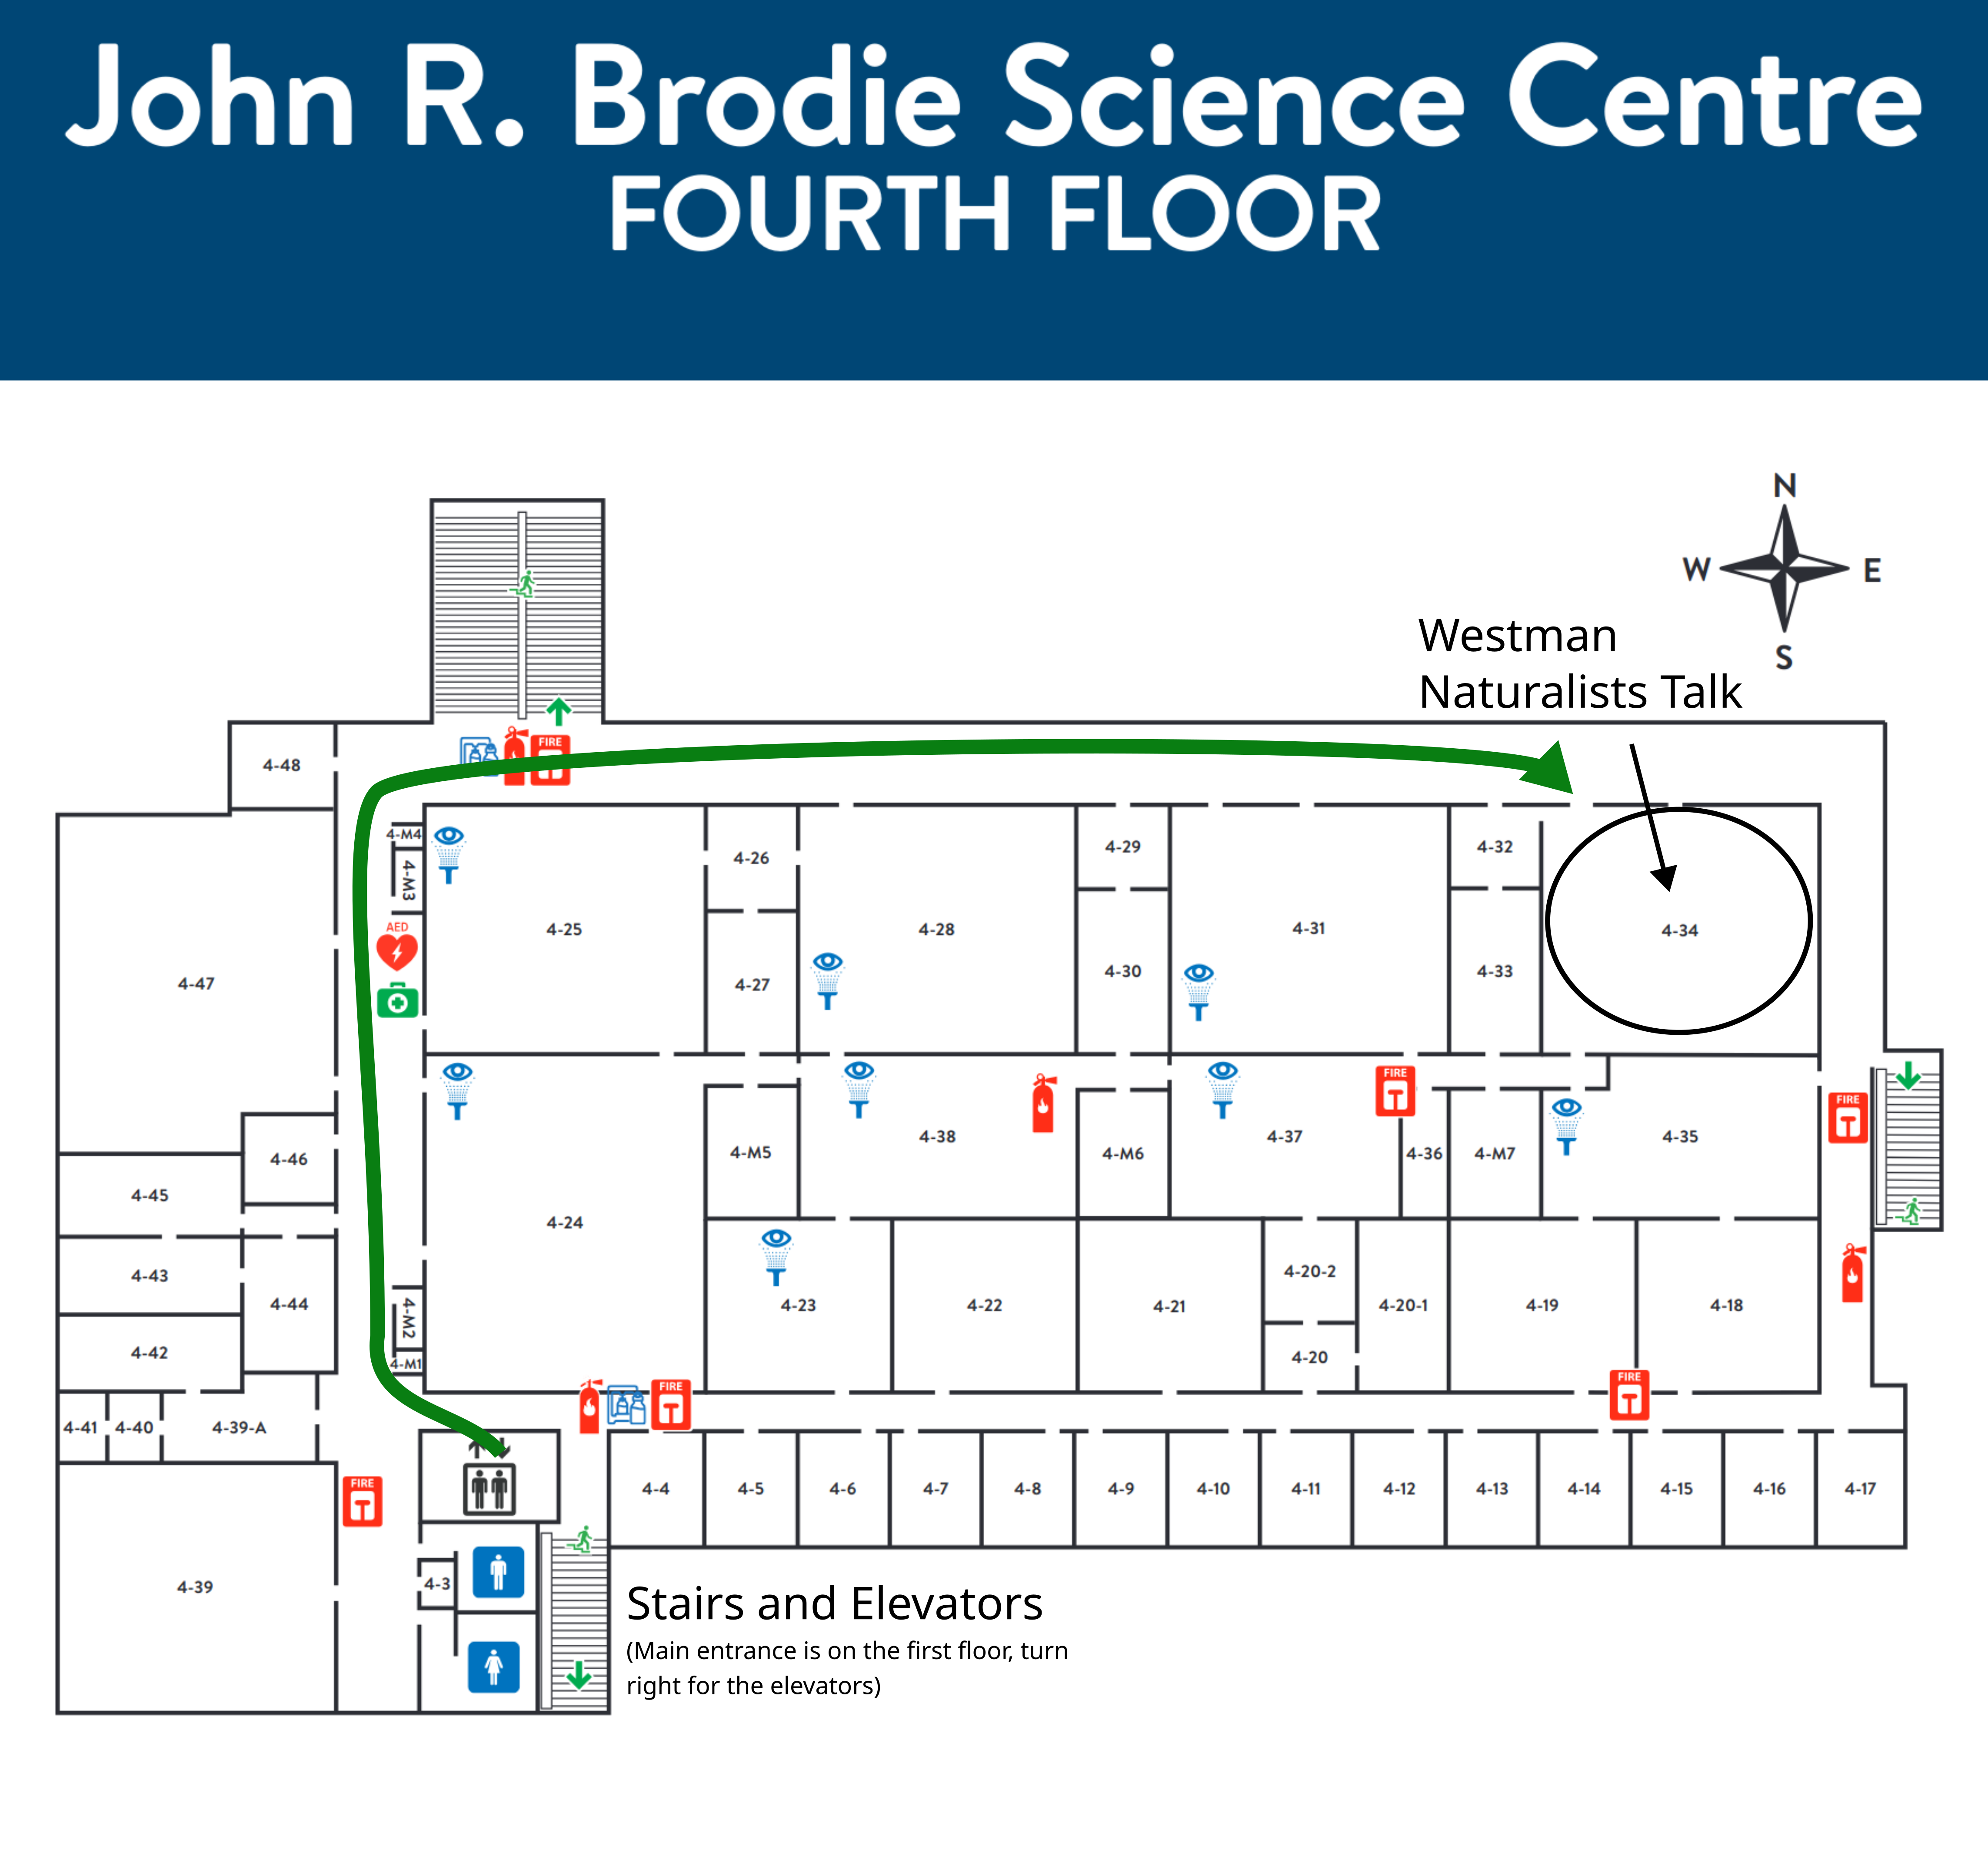 John R. Brodie Science Centre
FOURTH FLOOR
N
W E
S
Westman
Naturalists Talk
4-48
FIRE
4-M4
4-M3
AED
4-47
4-25
4-26
4-27
4-28
4-29
4-30
4-31
4-32
4-33
4-34
4-46
4-45
4-43
4-44
4-42
4-24
4-M2
4-M1
4-M5
4-38
4-M6
4-37
FIRE
4-36
4-M7
4-35
FIRE
4-23
4-22
4-21
4-20-2
4-20
4-20-1
4-19
4-18
FIRE
FIRE
4-41
4-40
4-39-A
FIRE
4-39
4-3
4-4
4-5
4-6
4-7
4-8
4-9
4-10
4-11
4-12
4-13
4-14
4-15
4-16
4-17
Stairs and Elevators
(Main entrance is on the first floor, turn
right for the elevators)